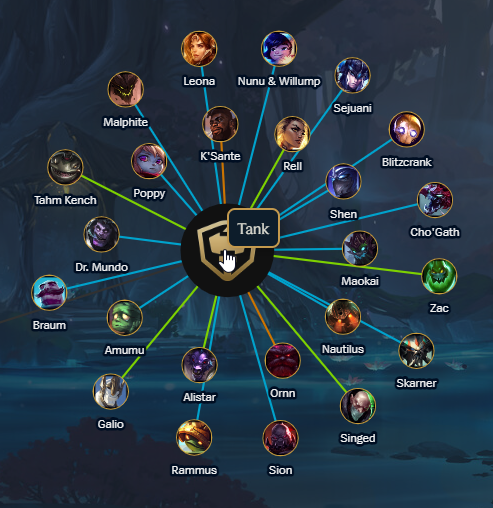 Leona
Nunu & Willump
Sejuani
Malphite
K'Sante
Rell
Blitzcrank
Tahm Kench
Poppy
Shen
Cho'Gath
Tank
Dr. Mundo
Maokai
Zac
Braum
Amumu
Nautilus
Skarner
Galio
Alistar
Ornn
Singed
Rammus
Sion